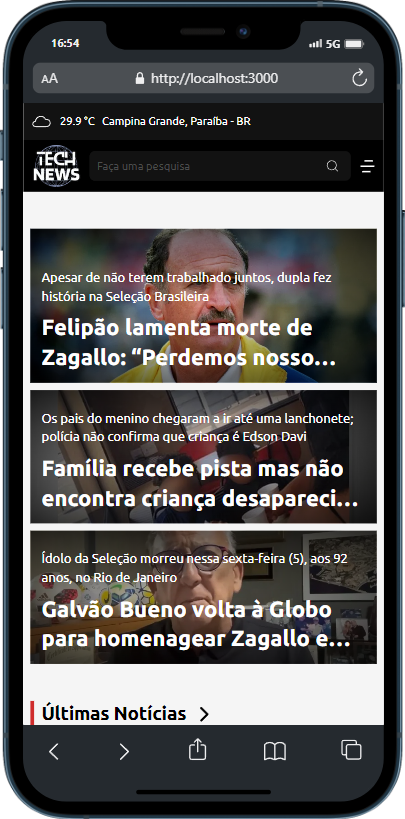 16:54
5G
AA
http://localhost:3000
29.9 °C Campina Grande, Paraíba - BR
TECH
NEWS
Faça uma pesquisa
Apesar de não terem trabalhado juntos, dupla fez
história na Seleção Brasileira
Felipão lamenta morte de
Zagallo: “Perdemos nosso...
Os pais do menino chegaram a ir até uma lanchonete;
polícia não confirma que criança é Edson Davi
Família recebe pista mas não
encontra criança desapareci...
Ídolo da Seleção morreu nessa sexta-feira (5), aos 92
anos, no Rio de Janeiro
Galvão Bueno volta à Globo
para homenagear Zagallo e...
Últimas Notícias